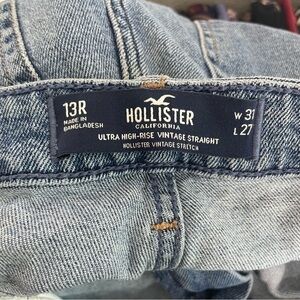 13R
MADE IN
BANGLADESH
HOLLISTER
CALIFORNIA
ULTRA HIGH-RISE VINTAGE STRAIGHT
HOLLISTER VINTAGE STRETCH
W 31
L 27